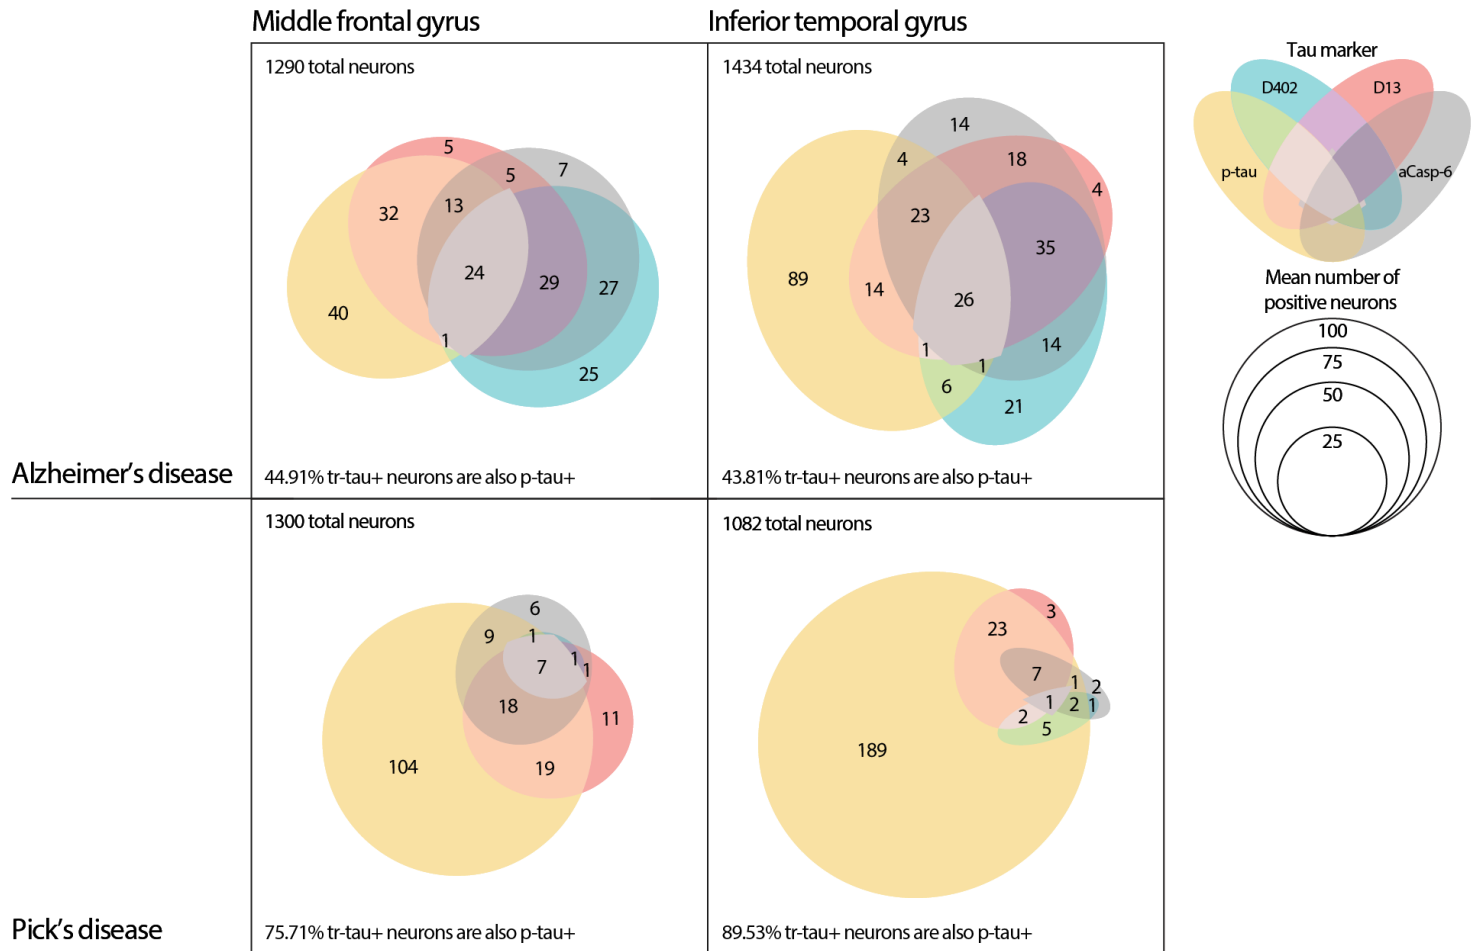 Middle frontal gyrus
Inferior temporal gyrus
1290 total neurons
5
5
7
32
13
24
29
27
40
1
25
44.91% tr-tau+ neurons are also p-tau+
1434 total neurons
14
4
18
4
23
35
89
14
26
1
1
14
6
21
43.81% tr-tau+ neurons are also p-tau+
Tau marker
D402
D13
p-tau
aCasp-6
Mean number of
positive neurons
100
75
50
25
Alzheimer's disease
1300 total neurons
6
9
1
7
1
1
18
11
104
19
75.71% tr-tau+ neurons are also p-tau+
1082 total neurons
3
23
7
1
2
1
2
1
2
5
189
89.53% tr-tau+ neurons are also p-tau+
Pick's disease